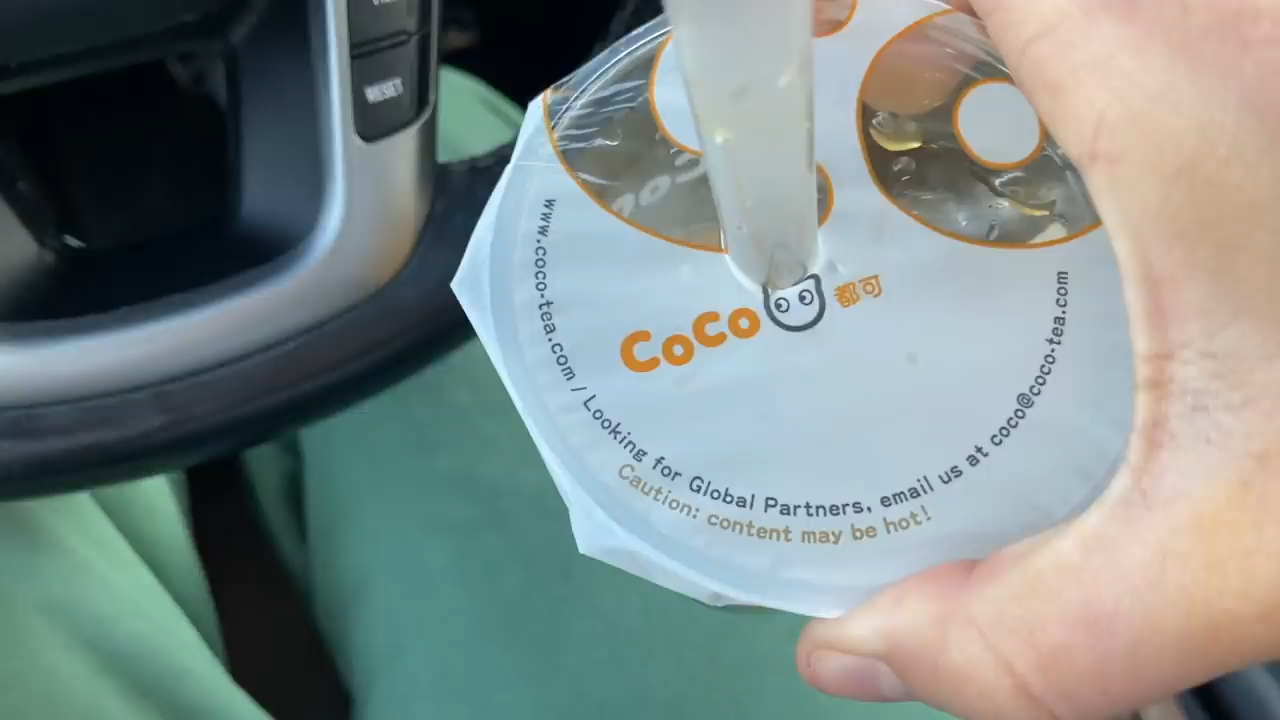 RESET
CoCo 都可
www.coco-tea.com / Looking for Global Partners, email us at coco@coco-tea.com
Caution: content may be hot!